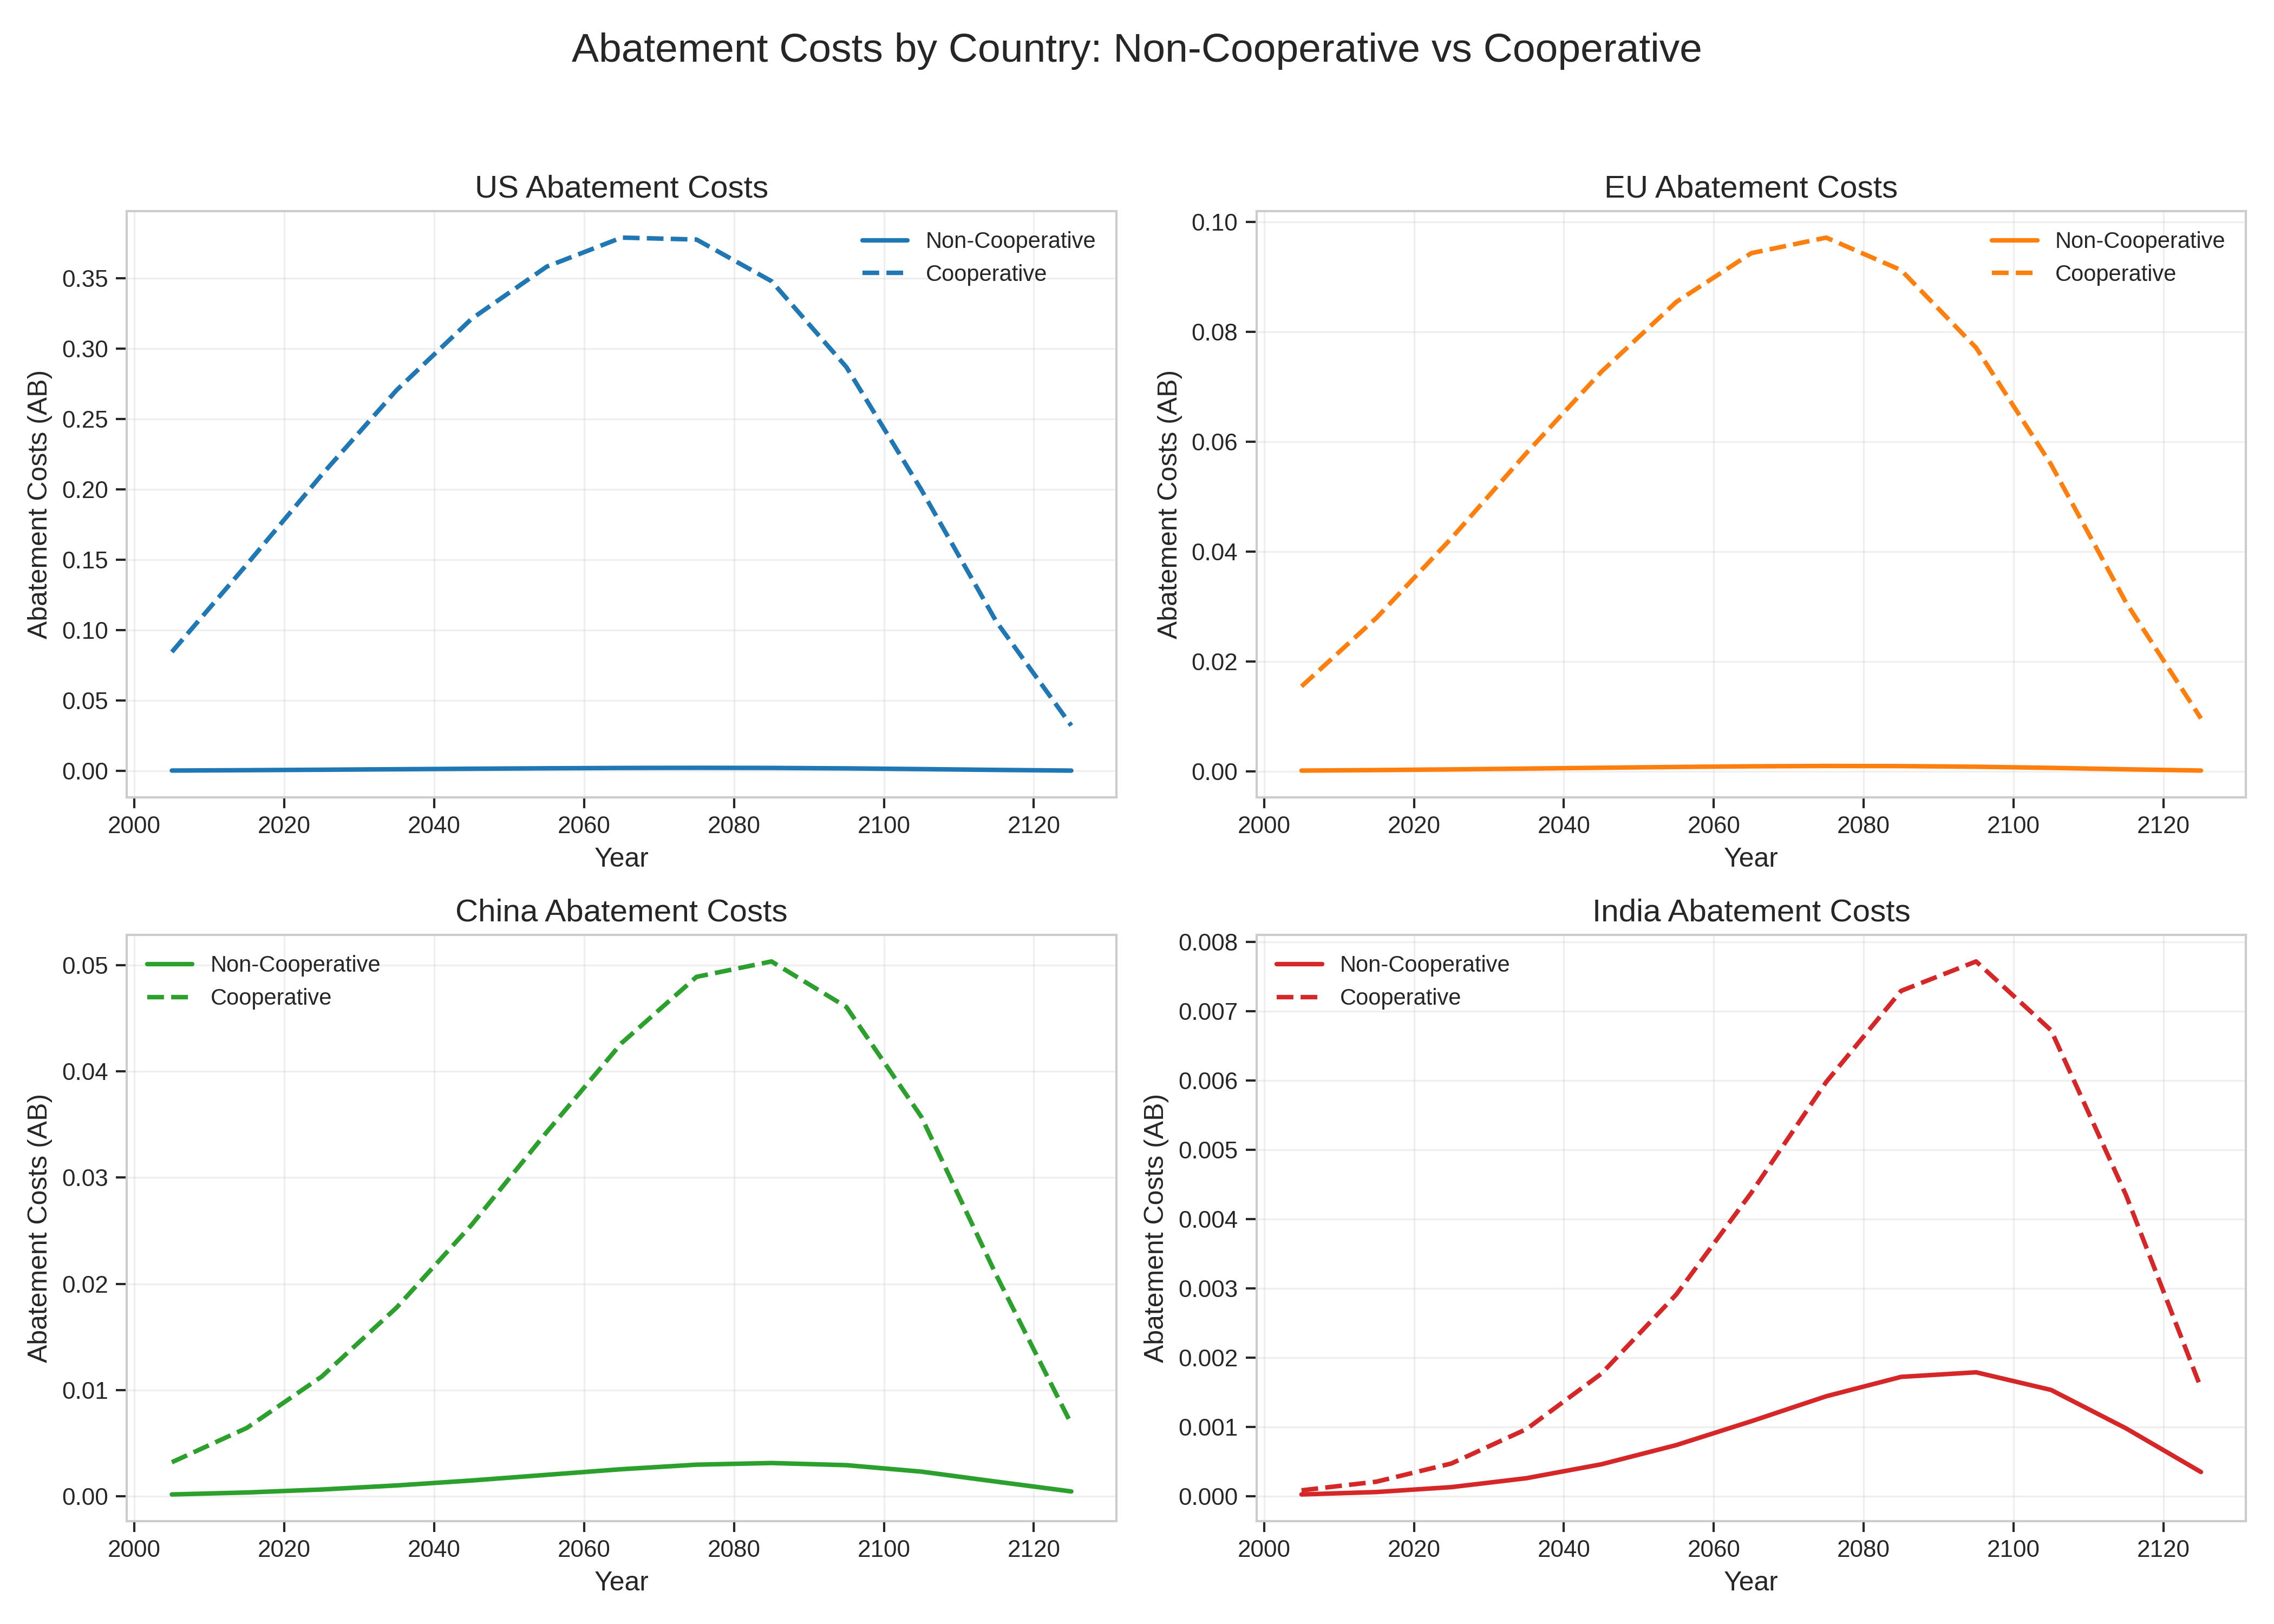 Abatement Costs by Country: Non-Cooperative vs Cooperative
US Abatement Costs
Abatement Costs (AB)
0.35
0.30
0.25
0.20
0.15
0.10
0.05
0.00
Non-Cooperative
Cooperative
2000 2020 2040 2060 2080 2100 2120
Year
EU Abatement Costs
Abatement Costs (AB)
0.10
0.08
0.06
0.04
0.02
0.00
Non-Cooperative
Cooperative
2000 2020 2040 2060 2080 2100 2120
Year
China Abatement Costs
Abatement Costs (AB)
0.05
0.04
0.03
0.02
0.01
0.00
Non-Cooperative
Cooperative
2000 2020 2040 2060 2080 2100 2120
Year
India Abatement Costs
Abatement Costs (AB)
0.008
0.007
0.006
0.005
0.004
0.003
0.002
0.001
0.000
Non-Cooperative
Cooperative
2000 2020 2040 2060 2080 2100 2120
Year